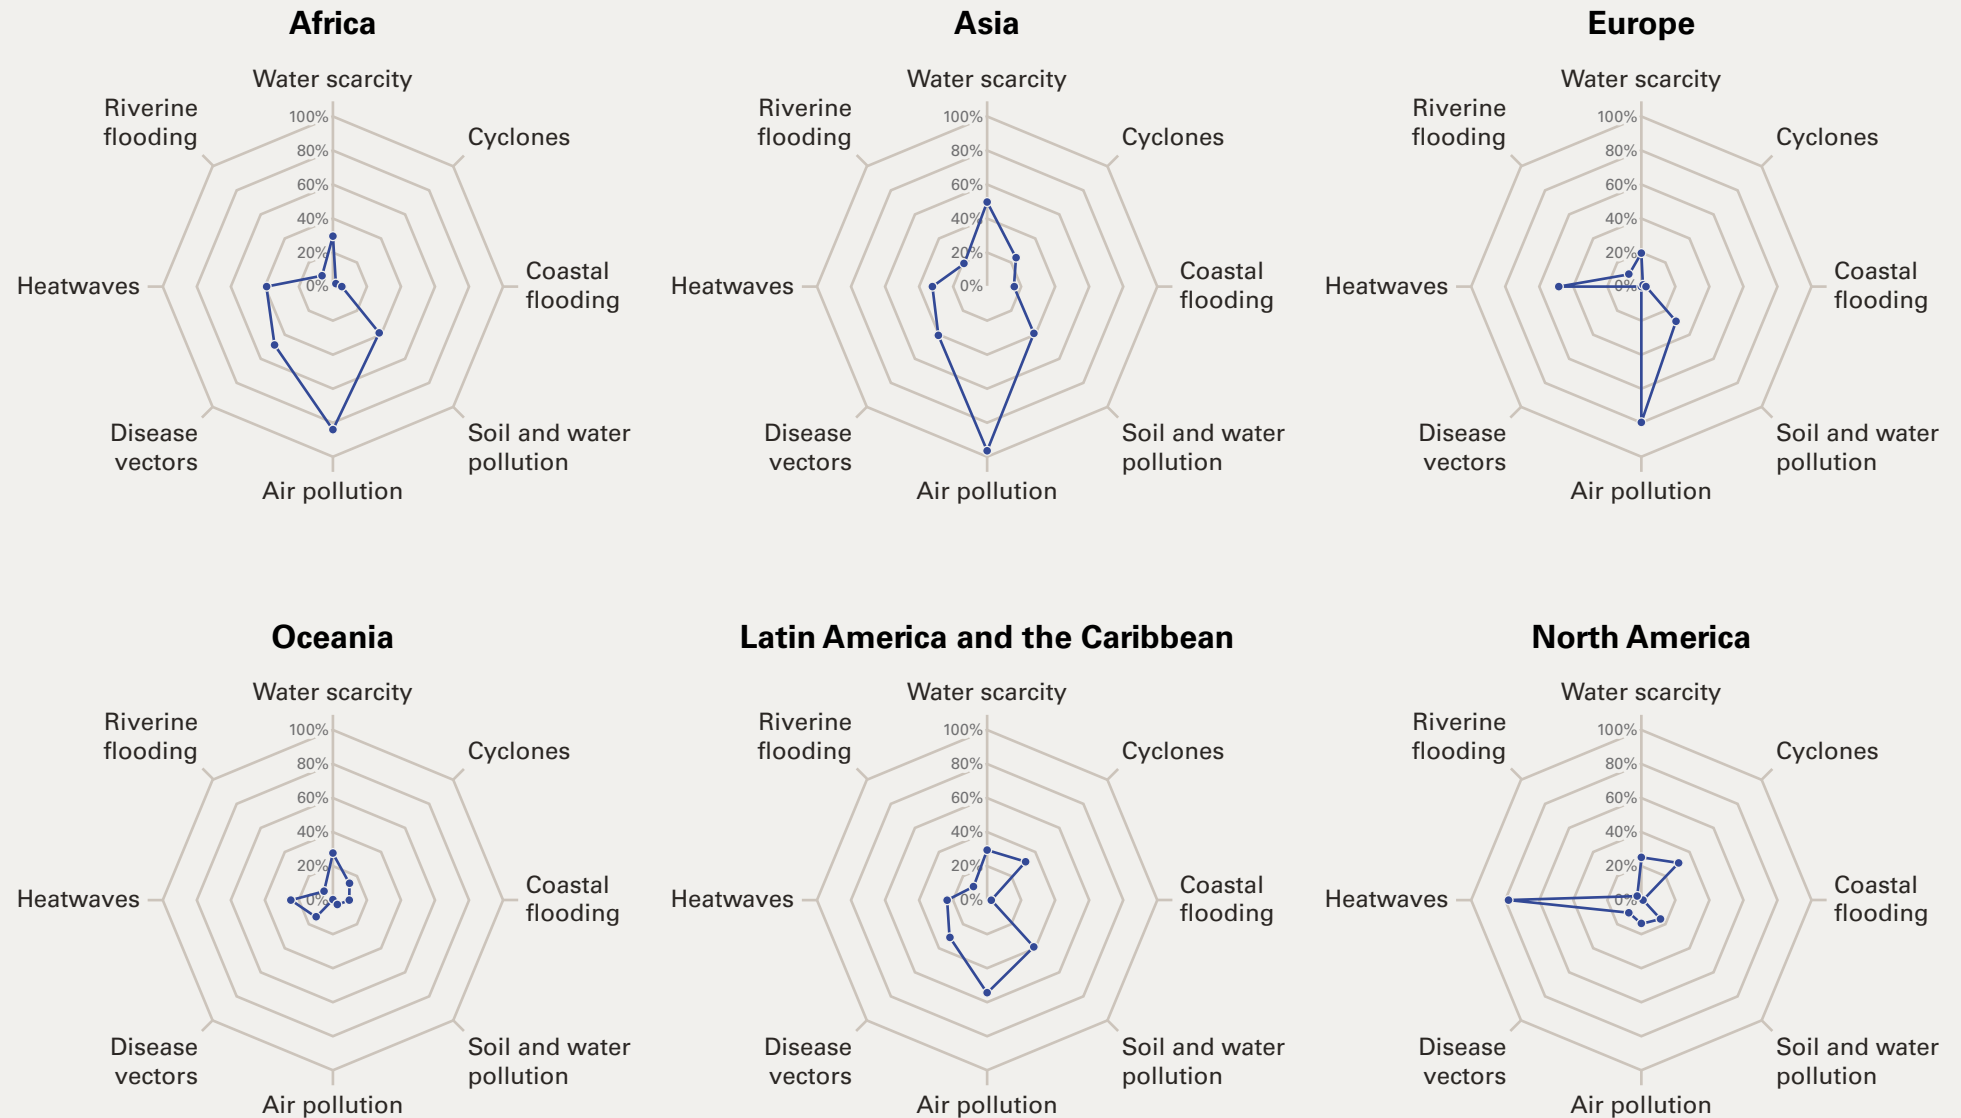 Africa
Water scarcity
Riverine
flooding
Cyclones
100%
80%
60%
40%
20%
0%
Heatwaves
Coastal
flooding
Disease
vectors
Soil and water
pollution
Air pollution
Asia
Water scarcity
Riverine
flooding
Cyclones
100%
80%
60%
40%
20%
0%
Heatwaves
Coastal
flooding
Disease
vectors
Soil and water
pollution
Air pollution
Europe
Water scarcity
Riverine
flooding
Cyclones
100%
80%
60%
40%
20%
0%
Heatwaves
Coastal
flooding
Disease
vectors
Soil and water
pollution
Air pollution
Oceania
Water scarcity
Riverine
flooding
Cyclones
100%
80%
60%
40%
20%
0%
Heatwaves
Coastal
flooding
Disease
vectors
Soil and water
pollution
Air pollution
Latin America and the Caribbean
Water scarcity
Riverine
flooding
Cyclones
100%
80%
60%
40%
20%
0%
Heatwaves
Coastal
flooding
Disease
vectors
Soil and water
pollution
Air pollution
North America
Water scarcity
Riverine
flooding
Cyclones
100%
80%
60%
40%
20%
0%
Heatwaves
Coastal
flooding
Disease
vectors
Soil and water
pollution
Air pollution